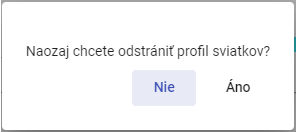 Naozaj chcete odstrániť profil sviatkov?
Nie Áno